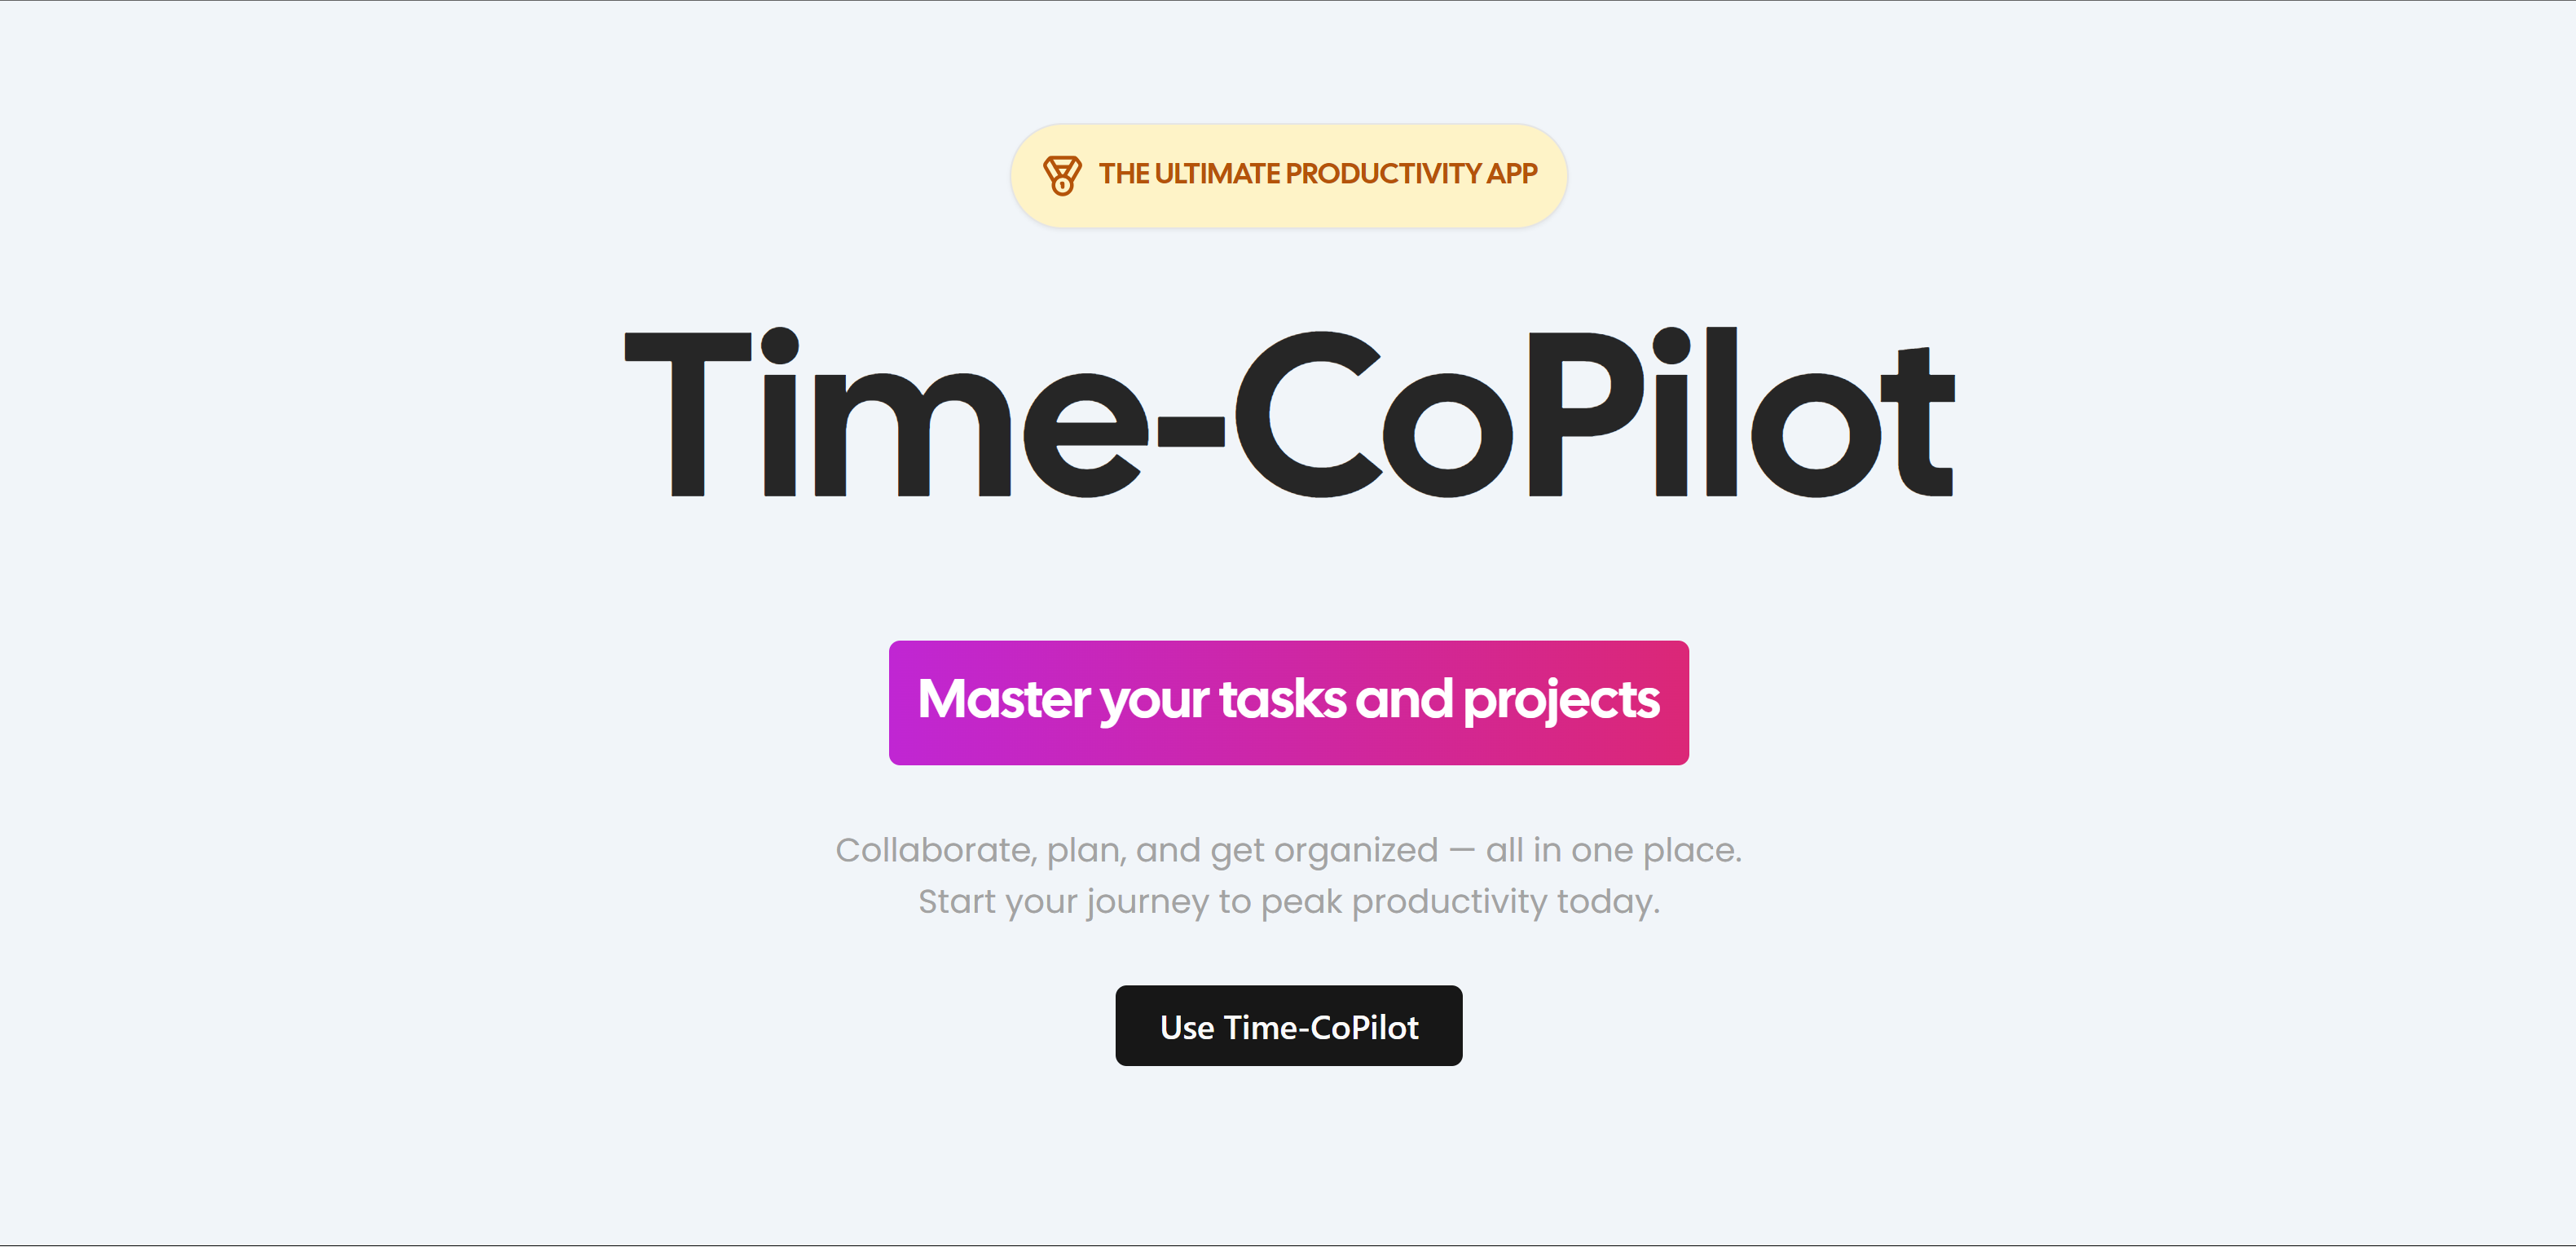 THE ULTIMATE PRODUCTIVITY APP
Time-CoPilot
Master your tasks and projects
Collaborate, plan, and get organized — all in one place.
Start your journey to peak productivity today.
Use Time-CoPilot